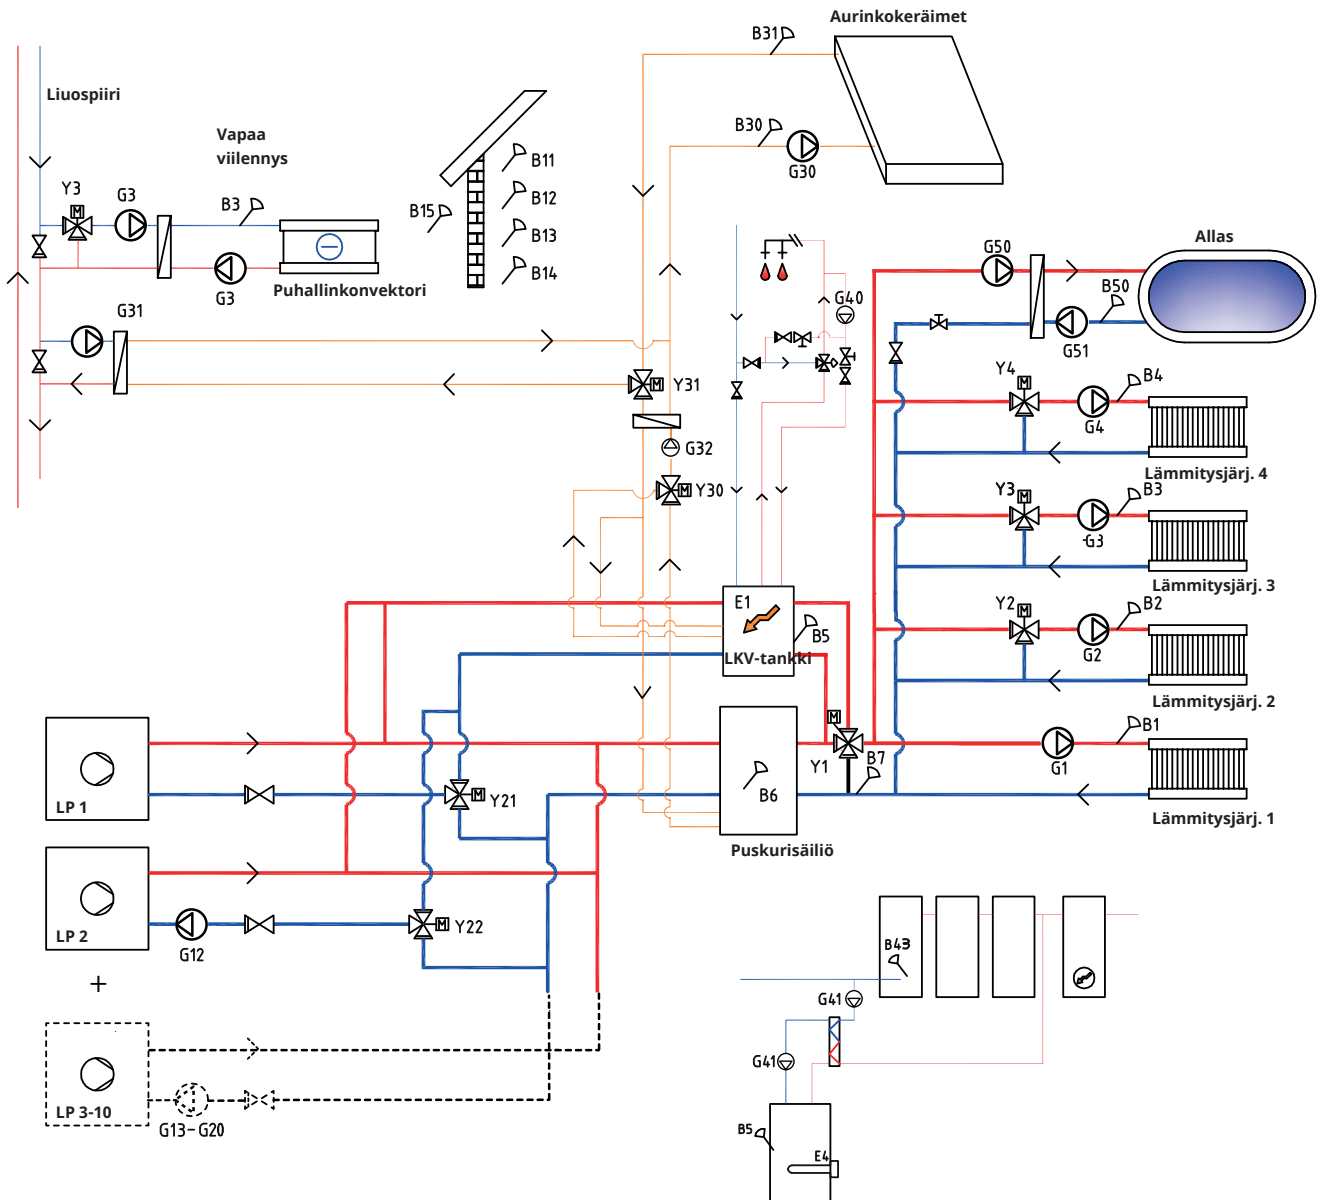 Aurinkokeräimet
B31
Liuospiiri
Vapaa
viilennys
B30
G30
B11
B12
B13
B14
B15
Y3
M
G3
B3
G3
Puhallinkonvektori
G31
G40
G50
Allas
B50
G51
Y31
M
G32
Y30
M
Y4
M
B4
G4
Lämmitysjärj. 4
Y3
M
B3
-G3
Lämmitysjärj. 3
Y2
M
B2
G2
Lämmitysjärj. 2
E1
B5
LKV-tankki
M
Y1
B7
G1
B1
Lämmitysjärj. 1
B6
Puskurisäiliö
LP 1
M
Y21
LP 2
G12
M
Y22
+
LP 3-10
G13-G20
B43
G41
G41
B5
E4